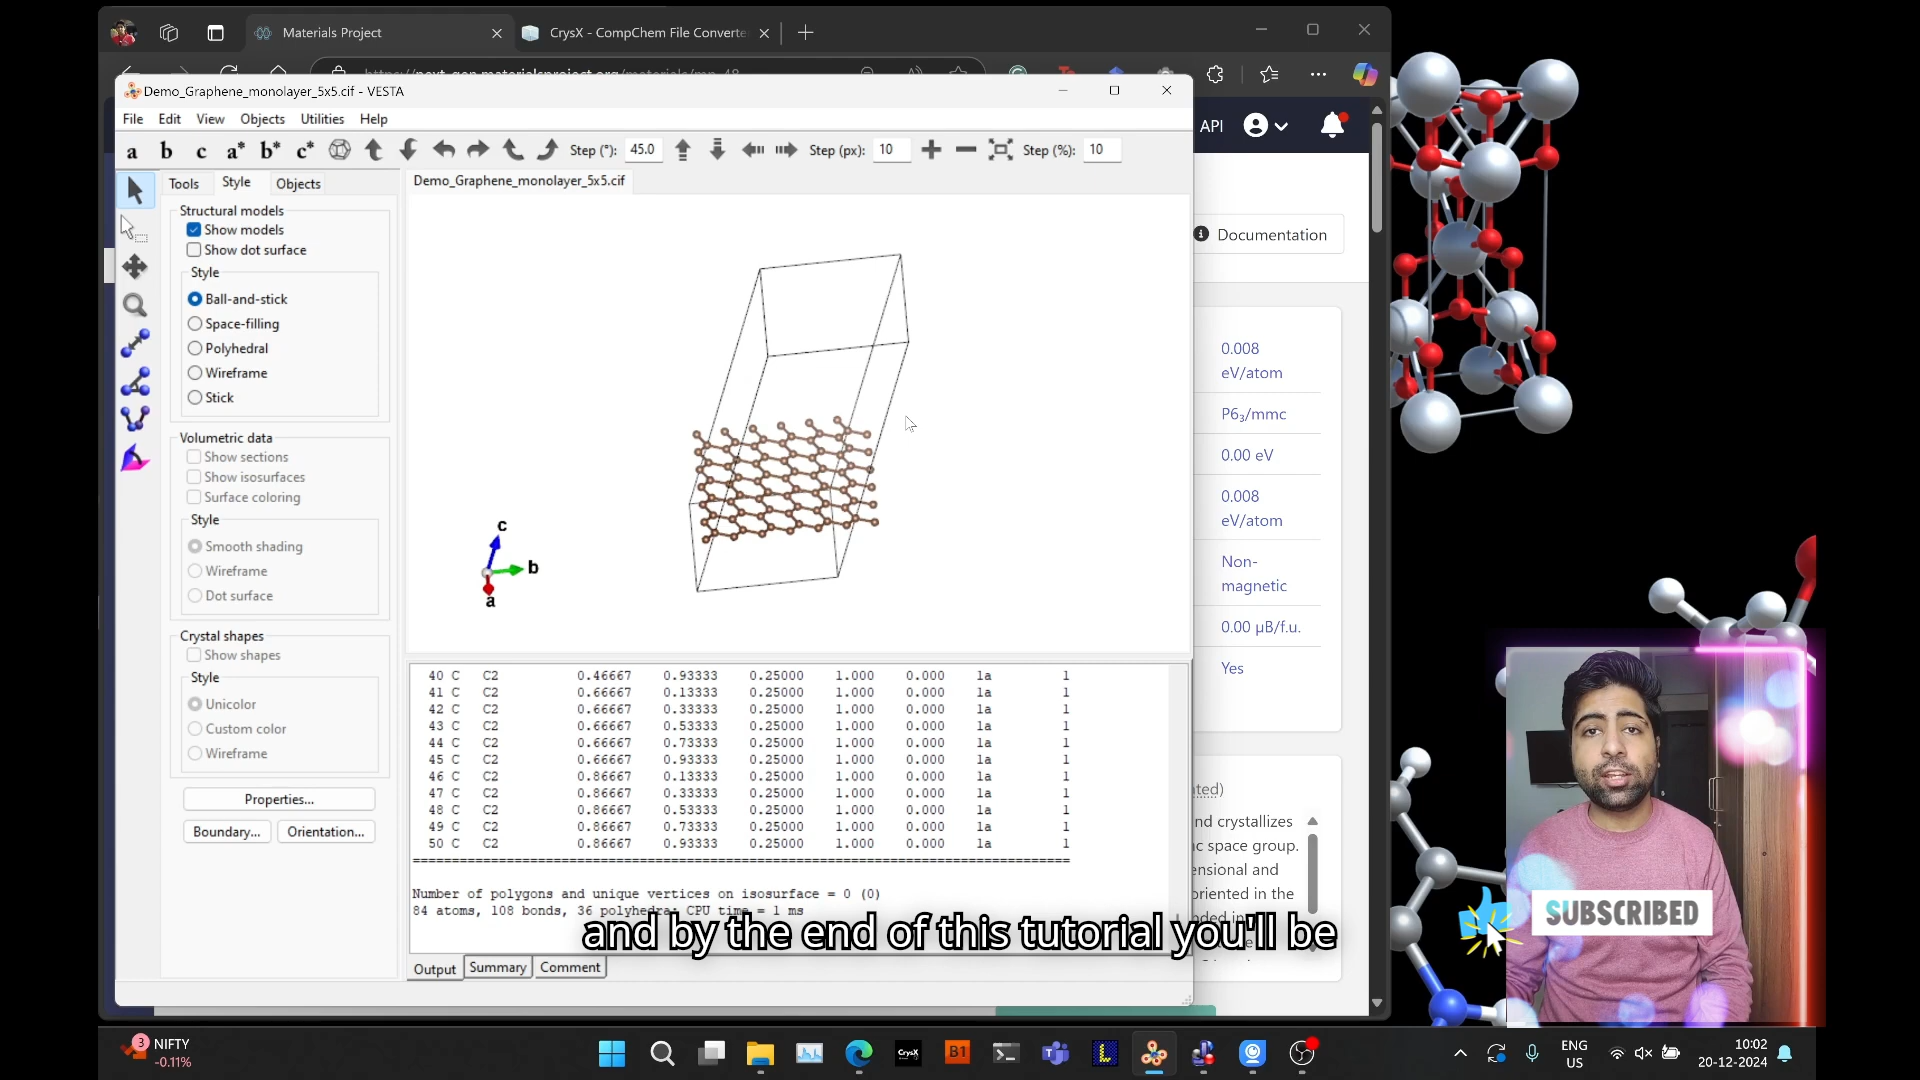 Materials Project
CrysX - CompChem File Converte
https://next-gen.materialsproject.org/materials/mp-48
Demo_Graphene_monolayer_5x5.cif - VESTA
File Edit View Objects Utilities Help
a b c a* b* c* Step (°): 45.0 Step (px): 10 Step (%): 10
API
Tools Style Objects
Demo_Graphene_monolayer_5x5.cif
Structural models
Show models
Show dot surface
Style
Ball-and-stick
Space-filling
Polyhedral
Wireframe
Stick
Volumetric data
Show sections
Show isosurfaces
Surface coloring
Style
Smooth shading
Wireframe
Dot surface
Crystal shapes
Show shapes
Style
Unicolor
Custom color
Wireframe
Properties...
Boundary... Orientation...
c
b
a
40 C C2 0.46667 0.93333 0.25000 1.000 0.000 1a 1
41 C C2 0.66667 0.13333 0.25000 1.000 0.000 1a 1
42 C C2 0.66667 0.33333 0.25000 1.000 0.000 1a 1
43 C C2 0.66667 0.53333 0.25000 1.000 0.000 1a 1
44 C C2 0.66667 0.73333 0.25000 1.000 0.000 1a 1
45 C C2 0.66667 0.93333 0.25000 1.000 0.000 1a 1
46 C C2 0.86667 0.13333 0.25000 1.000 0.000 1a 1
47 C C2 0.86667 0.33333 0.25000 1.000 0.000 1a 1
48 C C2 0.86667 0.53333 0.25000 1.000 0.000 1a 1
49 C C2 0.86667 0.73333 0.25000 1.000 0.000 1a 1
50 C C2 0.86667 0.93333 0.25000 1.000 0.000 1a 1
Number of polygons and unique vertices on isosurface = 0 (0)
84 atoms, 108 bonds, 36 polyhedra; CPU time = 1 ms
Output Summary Comment
Documentation
0.008
eV/atom
P6₃/mmc
0.00 eV
0.008
eV/atom
Non-
magnetic
0.00 µB/f.u.
Yes
ated)
nd crystallizes
ic space group.
ensional and
oriented in the
nded in
and by the end of this tutorial you'll be
SUBSCRIBED
3
NIFTY
-0.11%
CrysX
B1
L
ENG
US
10:02
20-12-2024